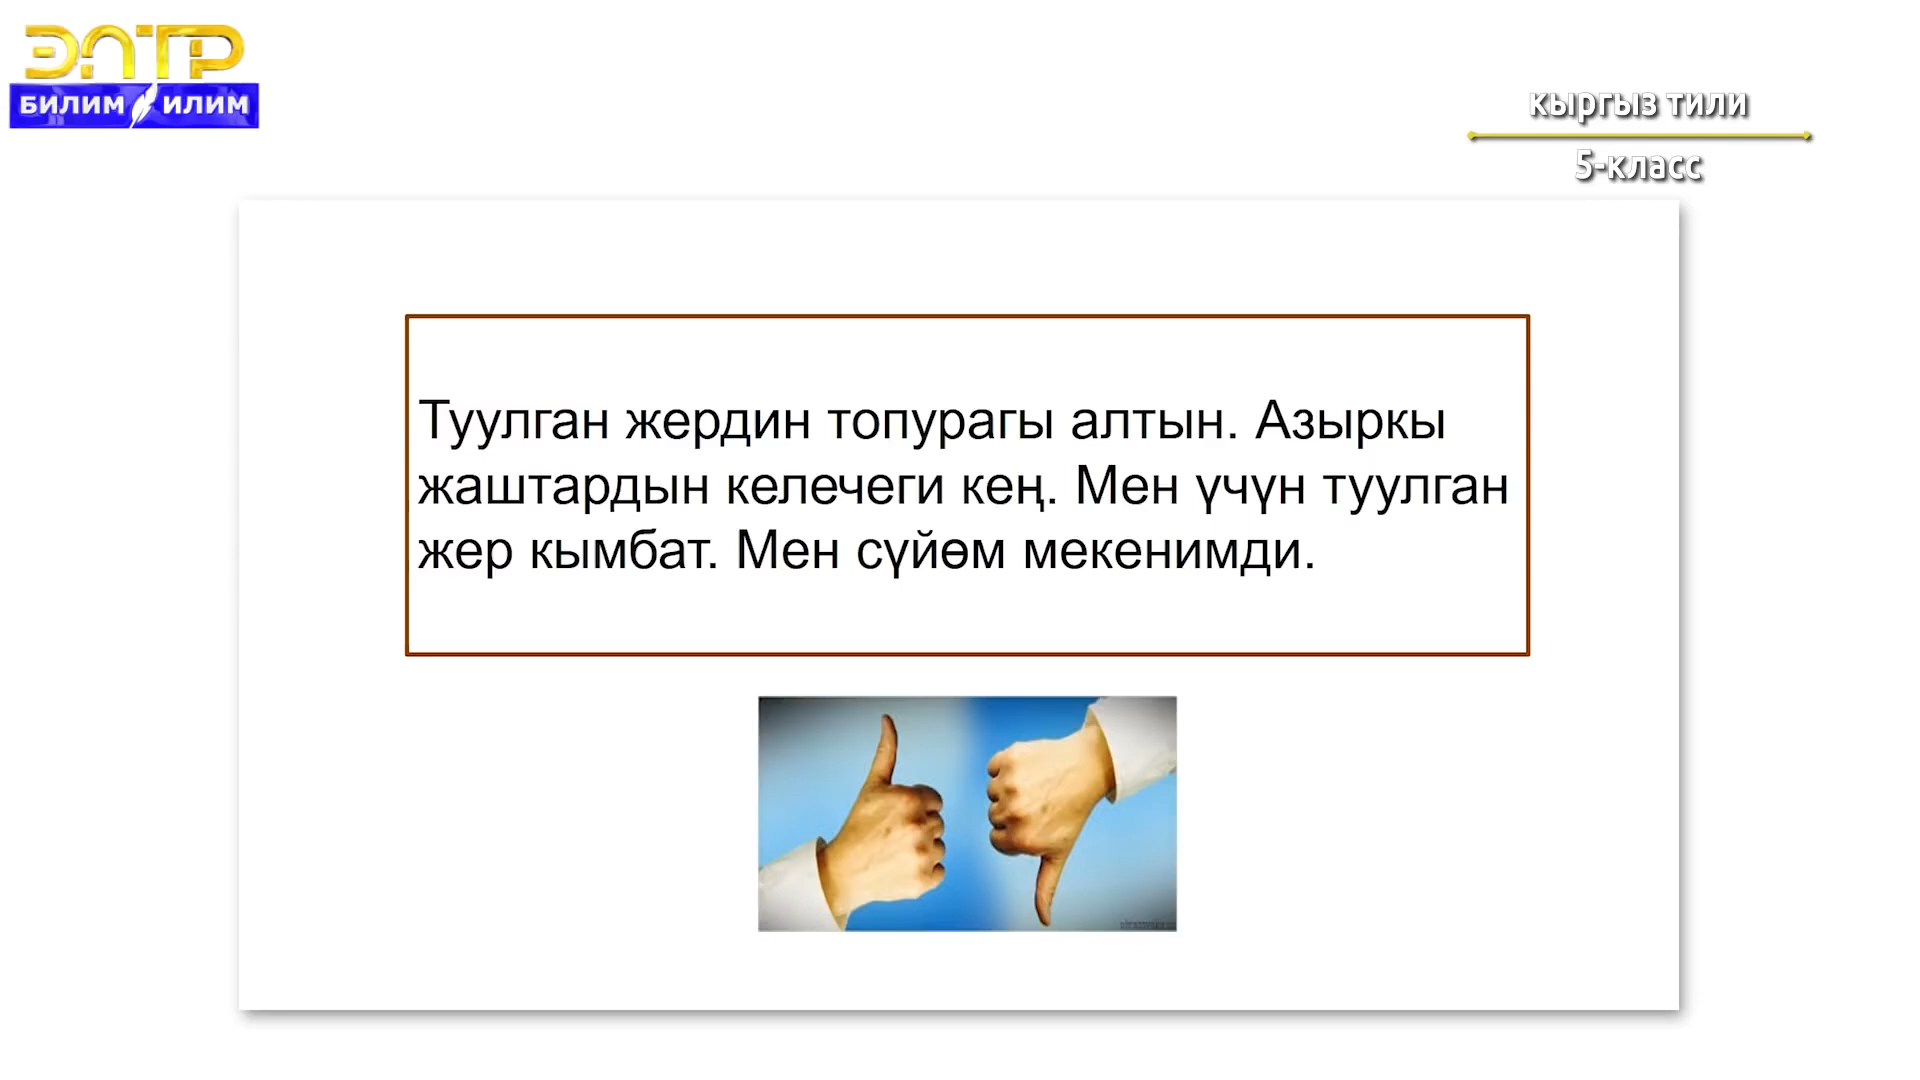 ЭЛТР
БИЛИМ ИЛИМ
кыргыз тили
5-класс
Туулган жердин топурагы алтын. Азыркы
жаштардын келечеги кең. Мен үчүн туулган
жер кымбат. Мен сүйөм мекенимди.